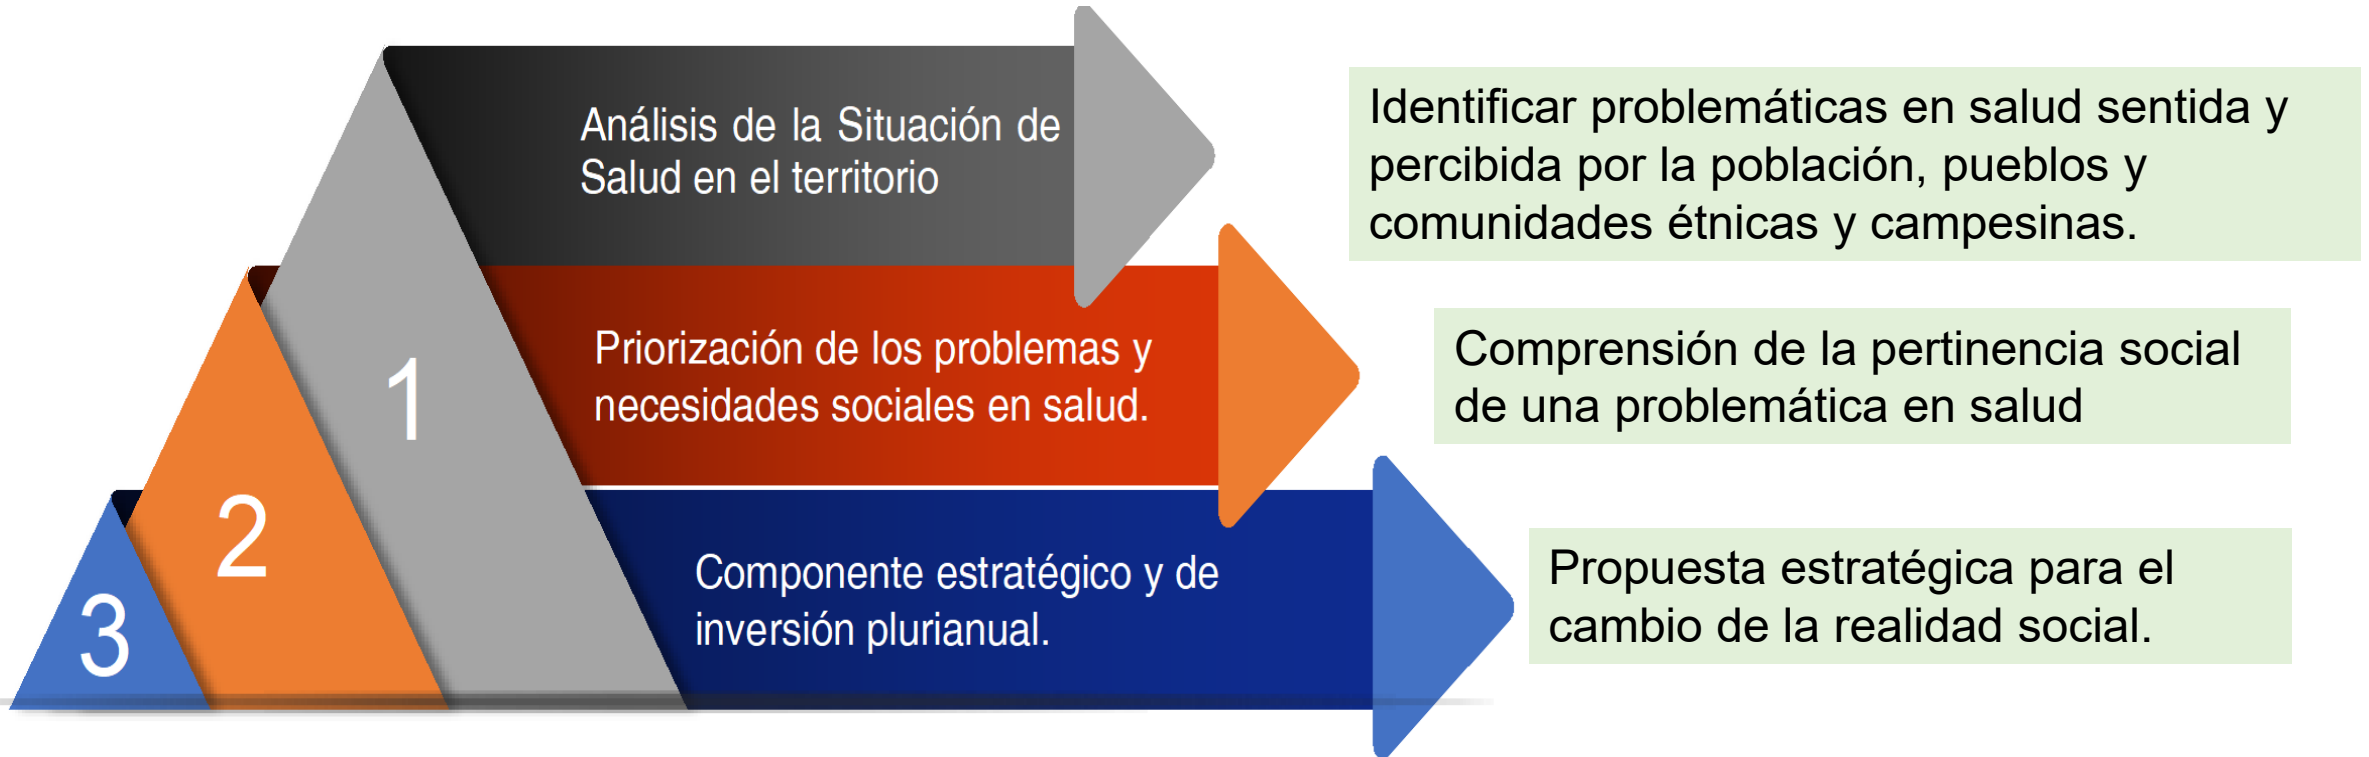 Análisis de la Situación de
Salud en el territorio
Identificar problemáticas en salud sentida y
percibida por la población, pueblos y
comunidades étnicas y campesinas.
1
Priorización de los problemas y
necesidades sociales en salud.
Comprensión de la pertinencia social
de una problemática en salud
2
Componente estratégico y de
inversión plurianual.
Propuesta estratégica para el
cambio de la realidad social.
3